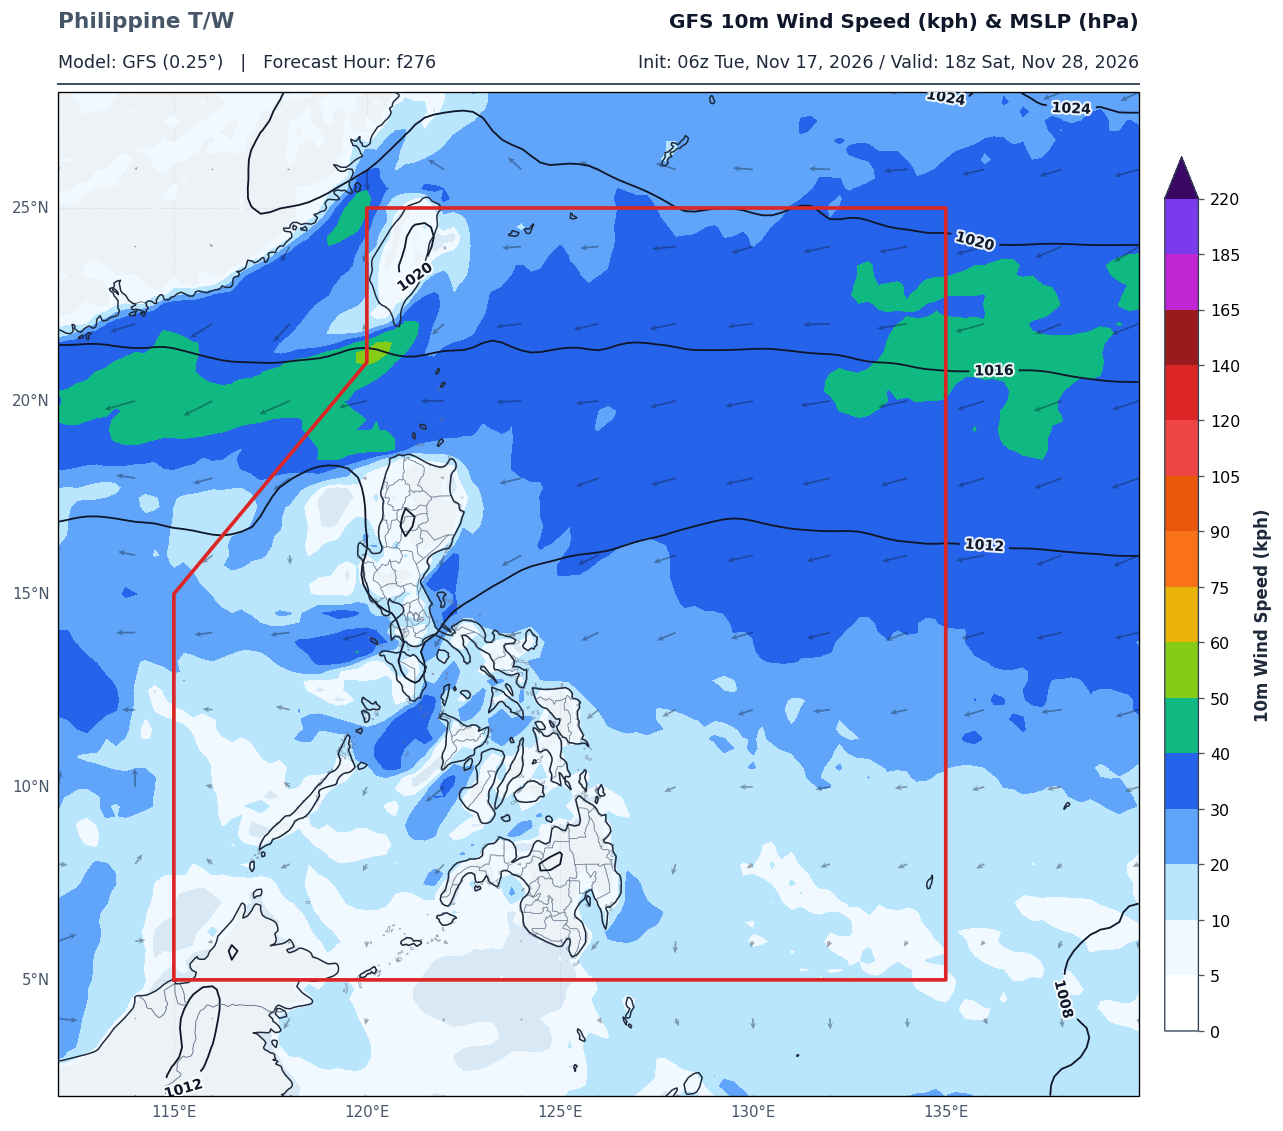 Philippine T/W
GFS 10m Wind Speed (kph) & MSLP (hPa)
Model: GFS (0.25°) | Forecast Hour: f276
Init: 06z Tue, Nov 17, 2026 / Valid: 18z Sat, Nov 28, 2026
1024
1024
1020
1020
1016
1012
1008
1012
25°N
20°N
15°N
10°N
5°N
115°E
120°E
125°E
130°E
135°E
220
185
165
140
120
105
90
75
60
50
40
30
20
10
5
0
10m Wind Speed (kph)